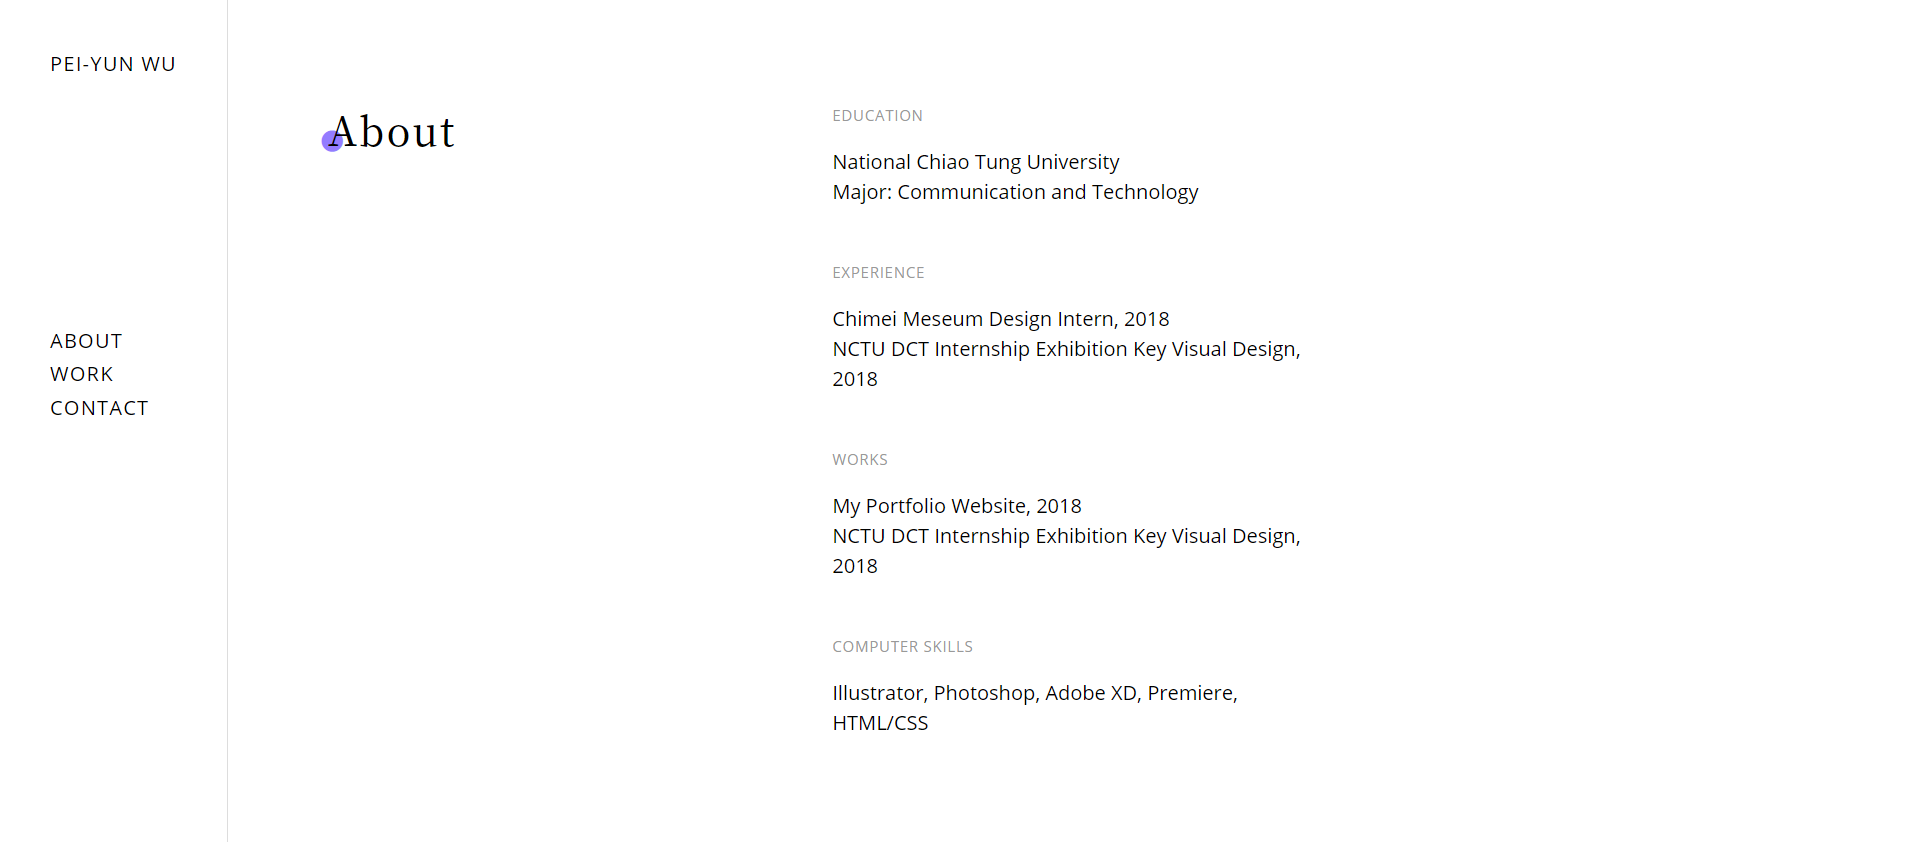 PEI-YUN WU
ABOUT
WORK
CONTACT
About
EDUCATION
National Chiao Tung University
Major: Communication and Technology
EXPERIENCE
Chimei Meseum Design Intern, 2018
NCTU DCT Internship Exhibition Key Visual Design,
2018
WORKS
My Portfolio Website, 2018
NCTU DCT Internship Exhibition Key Visual Design,
2018
COMPUTER SKILLS
Illustrator, Photoshop, Adobe XD, Premiere,
HTML/CSS